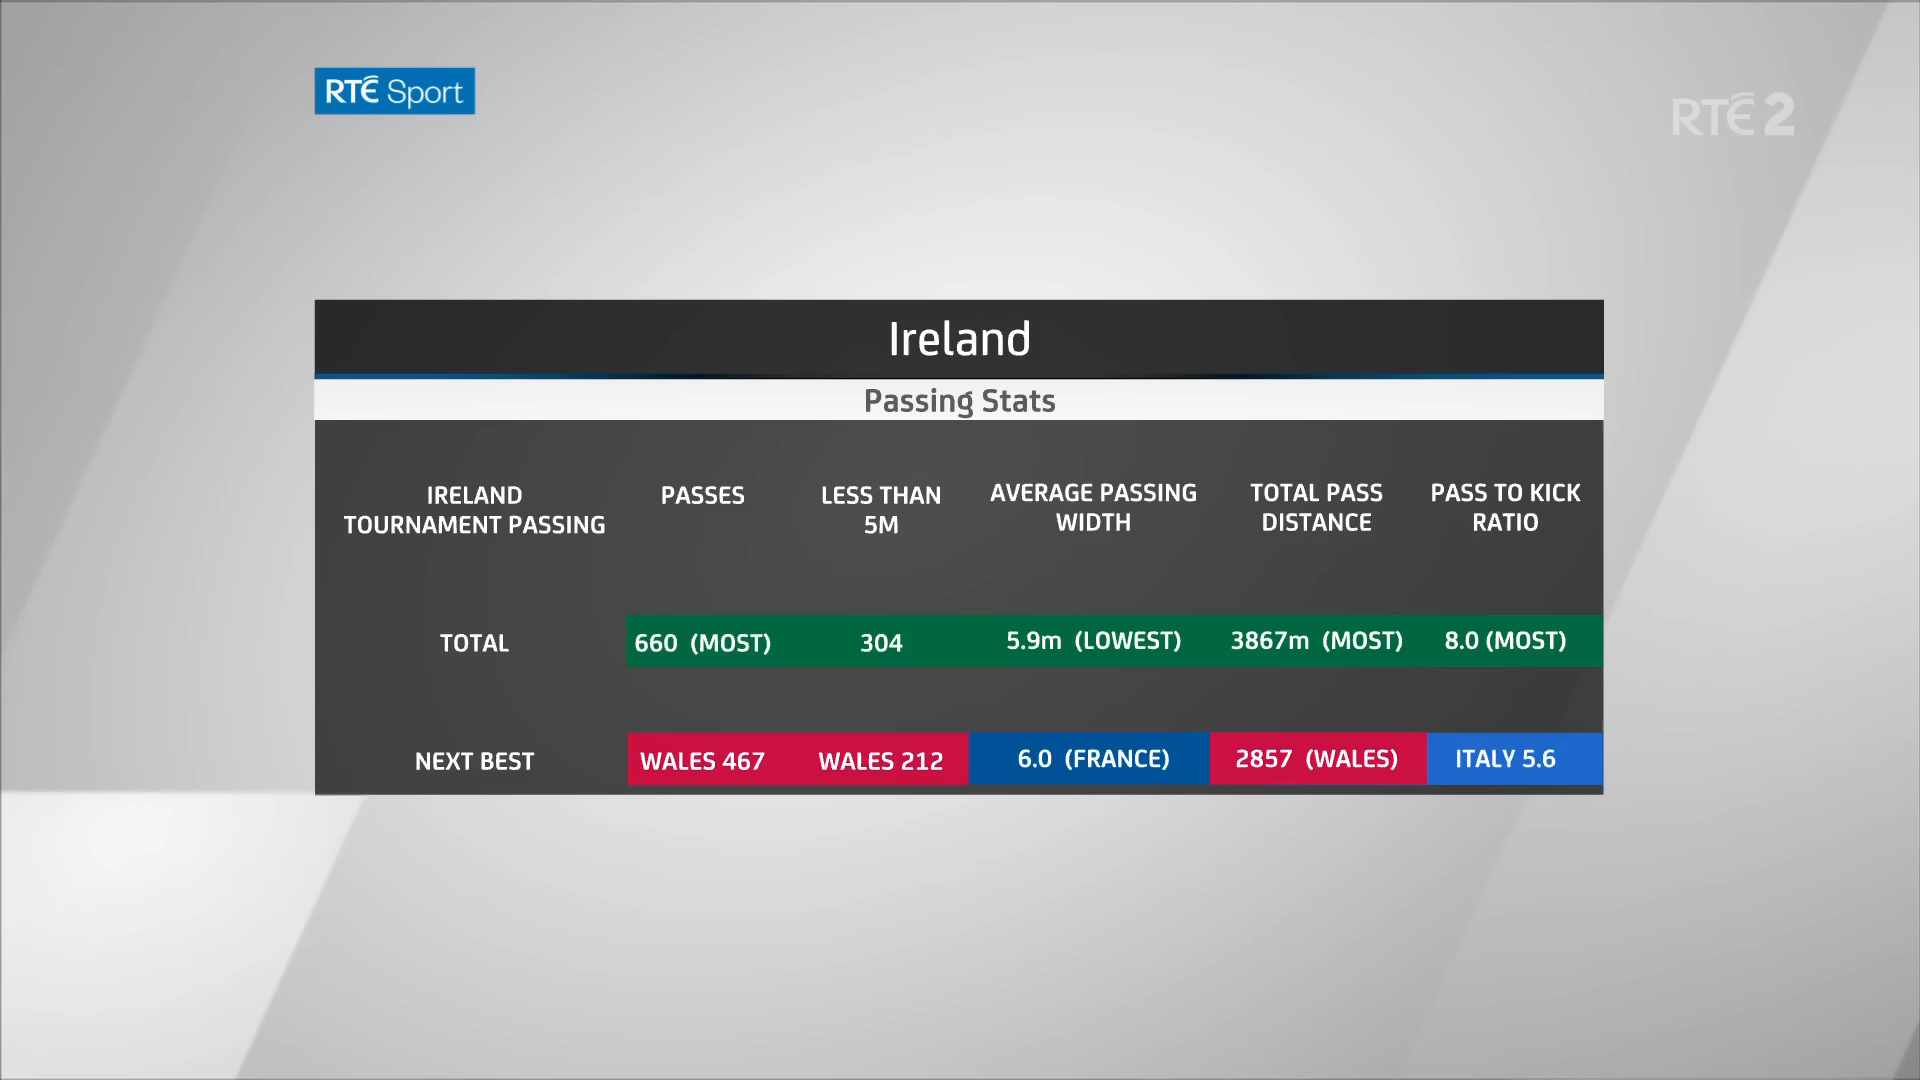 RTÉ Sport
RTÉ 2
Ireland
Passing Stats
IRELAND TOURNAMENT PASSING
PASSES
LESS THAN 5M
AVERAGE PASSING WIDTH
TOTAL PASS DISTANCE
PASS TO KICK RATIO
TOTAL
660 (MOST)
304
5.9m (LOWEST)
3867m (MOST)
8.0 (MOST)
NEXT BEST
WALES 467
WALES 212
6.0 (FRANCE)
2857 (WALES)
ITALY 5.6